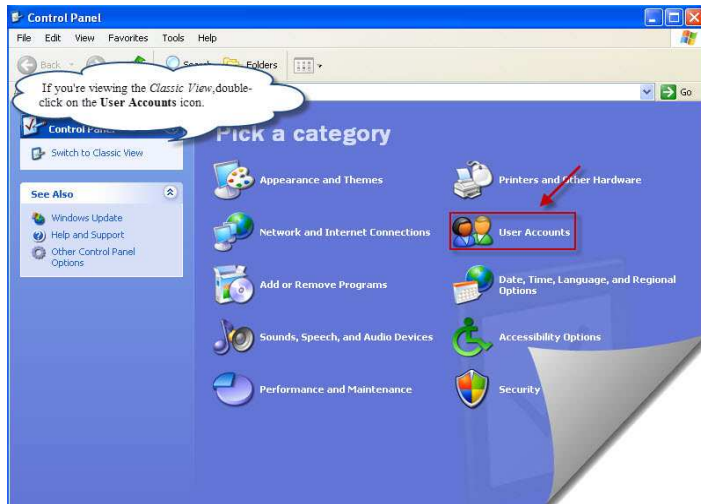 Control Panel
File Edit View Favorites Tools Help
Back
Folders
Go
If you're viewing the Classic View,double-
click on the User Accounts icon.
Control
Switch to Classic View
See Also
Windows Update
Help and Support
Other Control Panel
Options
Pick a category
Appearance and Themes
Printers and Other Hardware
Network and Internet Connections
User Accounts
Add or Remove Programs
Date, Time, Language, and Regional
Options
Sounds, Speech, and Audio Devices
Accessibility Options
Performance and Maintenance
Security